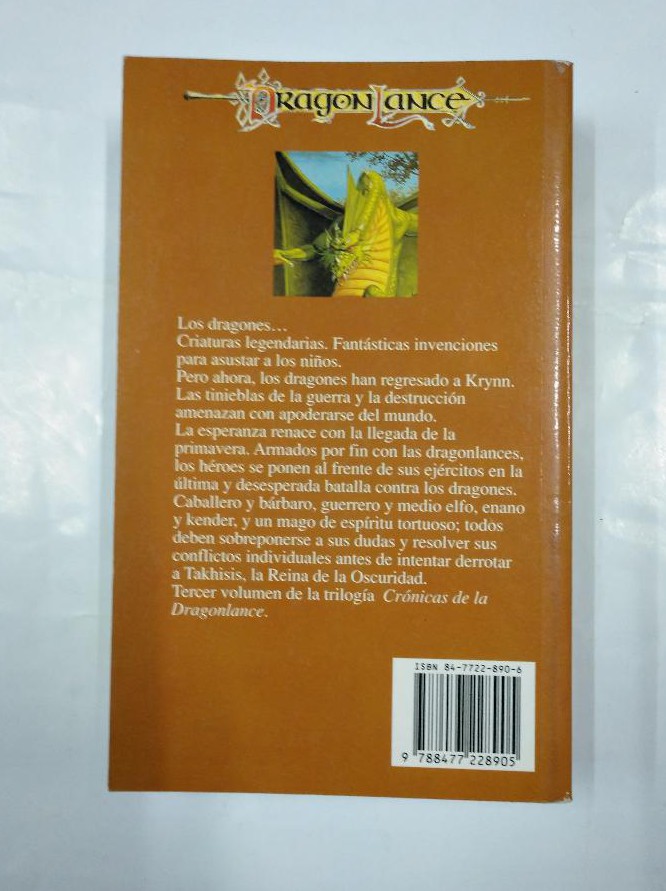 DRAGONLANCE
Los dragones...
Criaturas legendarias. Fantásticas invenciones
para asustar a los niños.
Pero ahora, los dragones han regresado a Krynn.
Las tinieblas de la guerra y la destrucción
amenazan con apoderarse del mundo.
La esperanza renace con la llegada de la
primavera. Armados por fin con las dragonlances,
los héroes se ponen al frente de sus ejércitos en la
última y desesperada batalla contra los dragones.
Caballero y bárbaro, guerrero y medio elfo, enano
y kender, y un mago de espíritu tortuoso; todos
deben sobreponerse a sus dudas y resolver sus
conflictos individuales antes de intentar derrotar
a Takhisis, la Reina de la Oscuridad.
Tercer volumen de la trilogía Crónicas de la
Dragonlance.
ISBN 84-7722-890-6
9 788477 228905